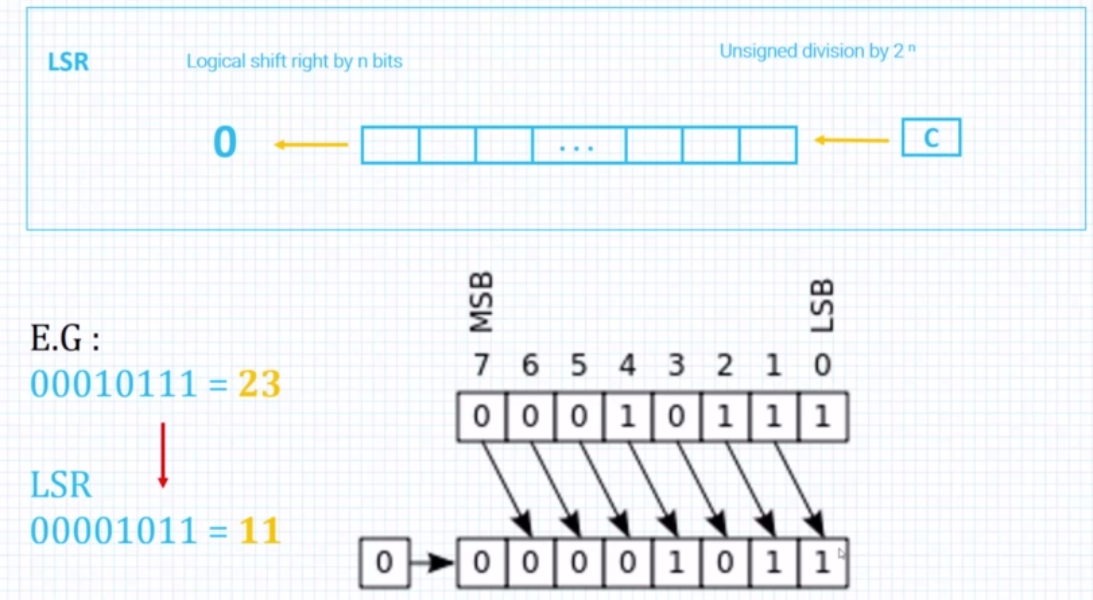 LSR Logical shift right by n bits Unsigned division by 2 ⁿ
0 ... C
MSB LSB
E.G :
7 6 5 4 3 2 1 0
00010111 = 23
0 0 0 1 0 1 1 1
LSR
00001011 = 11
0 0 0 0 0 1 0 1 1